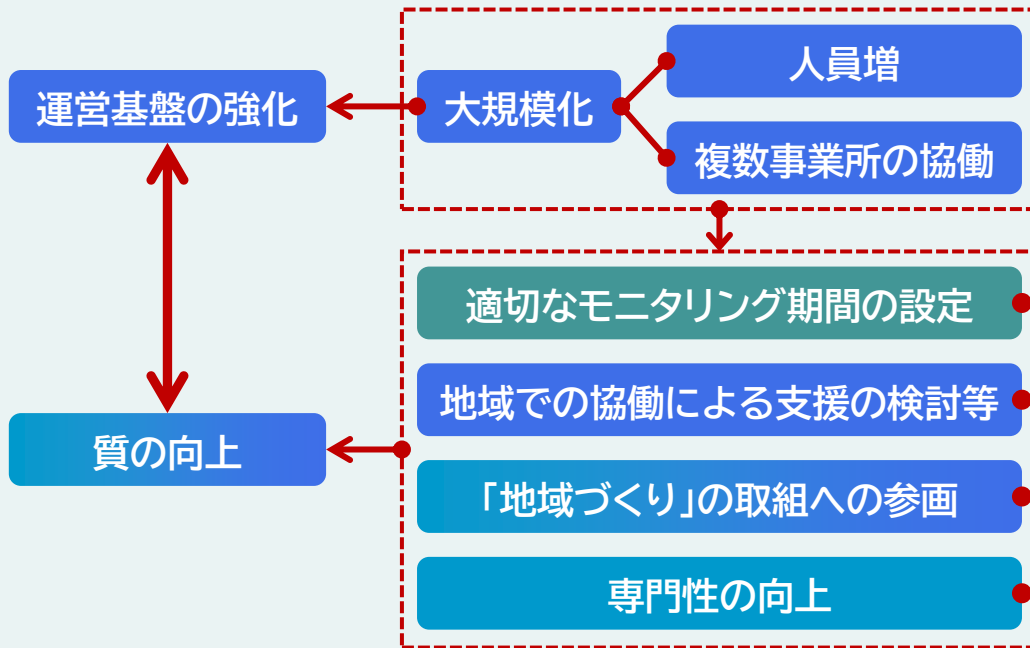 人員増
運営基盤の強化
大規模化
複数事業所の協働
適切なモニタリング期間の設定
地域での協働による支援の検討等
質の向上
「地域づくり」の取組への参画
専門性の向上